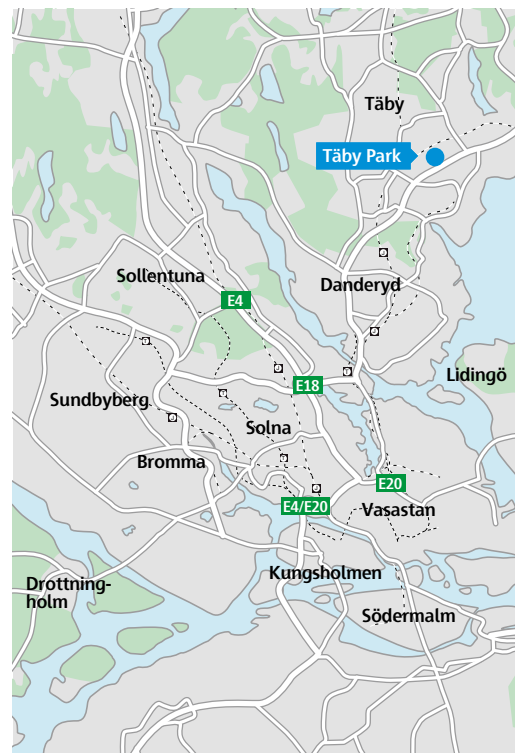 Täby
Täby Park
Sollentuna
Danderyd
E4
Lidingö
E18
Sundbyberg
Solna
Bromma
E20
E4/E20
Vasastan
Kungsholmen
Drottning-
holm
Södermalm